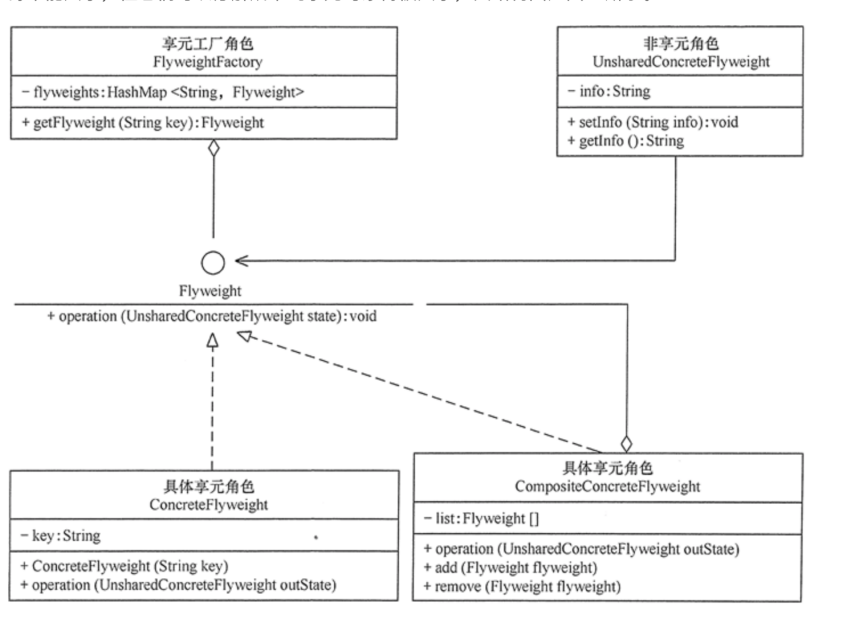 享元工厂角色
FlyweightFactory
- flyweights:HashMap <String, Flyweight>
+ getFlyweight (String key):Flyweight
非享元角色
UnsharedConcreteFlyweight
- info:String
+ setInfo (String info):void
+ getInfo ():String
Flyweight
+ operation (UnsharedConcreteFlyweight state):void
具体享元角色
ConcreteFlyweight
- key:String
+ ConcreteFlyweight (String key)
+ operation (UnsharedConcreteFlyweight outState)
具体享元角色
CompositeConcreteFlyweight
- list:Flyweight []
+ operation (UnsharedConcreteFlyweight outState)
+ add (Flyweight flyweight)
+ remove (Flyweight flyweight)